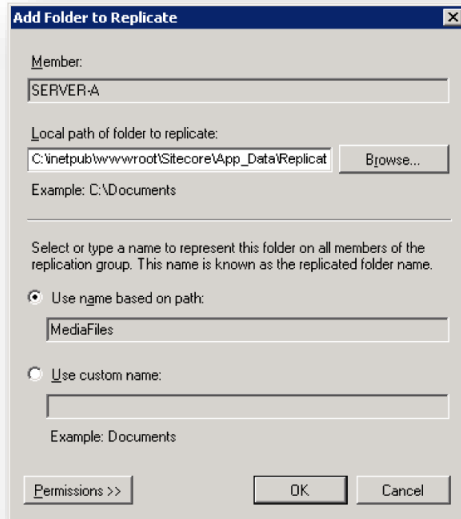 Add Folder to Replicate
Member:
SERVER-A
Local path of folder to replicate:
C:\inetpub\wwwroot\Sitecore\App_Data\Replicat
Browse...
Example: C:\Documents
Select or type a name to represent this folder on all members of the
replication group. This name is known as the replicated folder name.
Use name based on path:
MediaFiles
Use custom name:
Example: Documents
Permissions >>
OK
Cancel